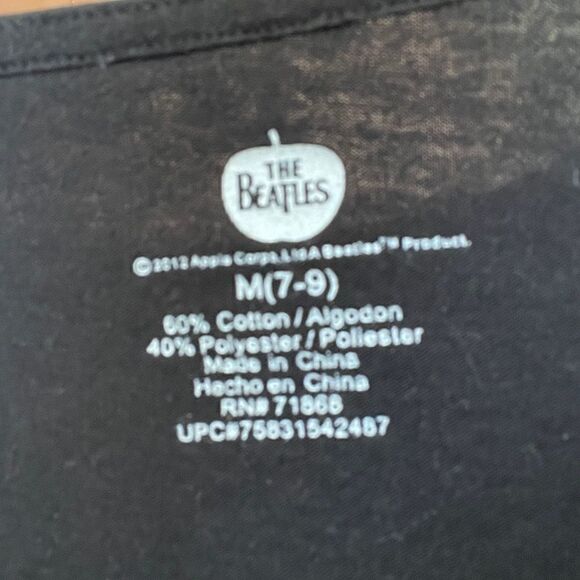 THE
BEATLES
© 2012 Apple Corps Ltd A Beatles™ Product.
M(7-9)
60% Cotton / Algodon
40% Polyester / Poliester
Made in China
Hecho en China
RN# 71868
UPC#75831542487